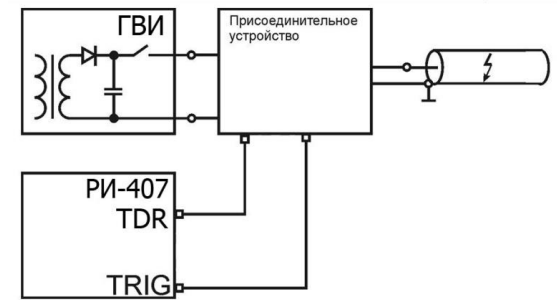 ГВИ
Присоединительное
устройство
РИ-407
TDR
TRIG